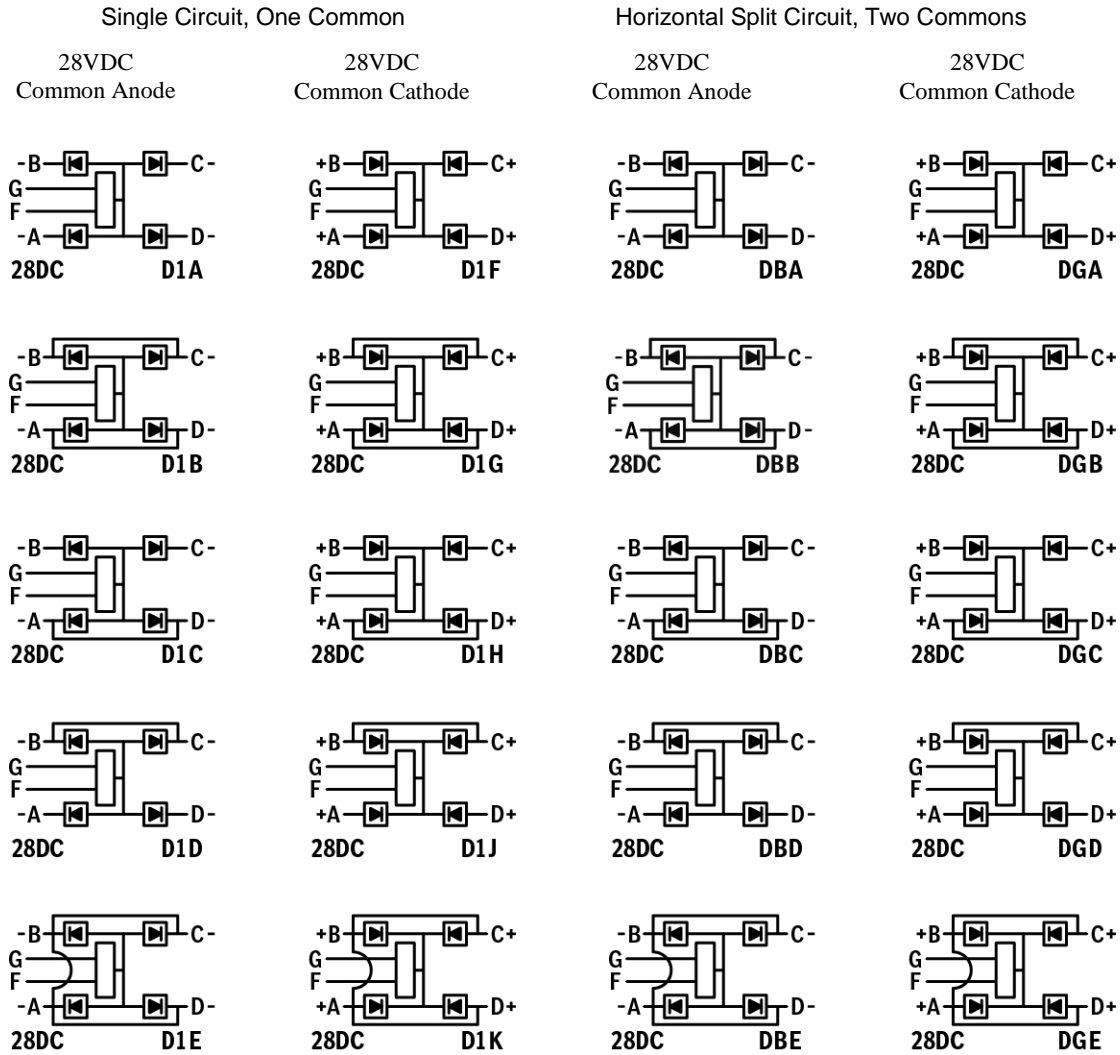 Single Circuit, One Common Horizontal Split Circuit, Two Commons
28VDC 28VDC 28VDC 28VDC
Common Anode Common Cathode Common Anode Common Cathode
-B C- +B C+ -B C- +B C+
G G G G
F F F F
-A D- +A D+ -A D- +A D+
28DC D1A 28DC D1F 28DC DBA 28DC DGA
-B C- +B C+ -B C- +B C+
G G G G
F F F F
-A D- +A D+ -A D- +A D+
28DC D1B 28DC D1G 28DC DBB 28DC DGB
-B C- +B C+ -B C- +B C+
G G G G
F F F F
-A D- +A D+ -A D- +A D+
28DC D1C 28DC D1H 28DC DBC 28DC DGC
-B C- +B C+ -B C- +B C+
G G G G
F F F F
-A D- +A D+ -A D- +A D+
28DC D1D 28DC D1J 28DC DBD 28DC DGD
-B C- +B C+ -B C- +B C+
G G G G
F F F F
-A D- +A D+ -A D- +A D+
28DC D1E 28DC D1K 28DC DBE 28DC DGE